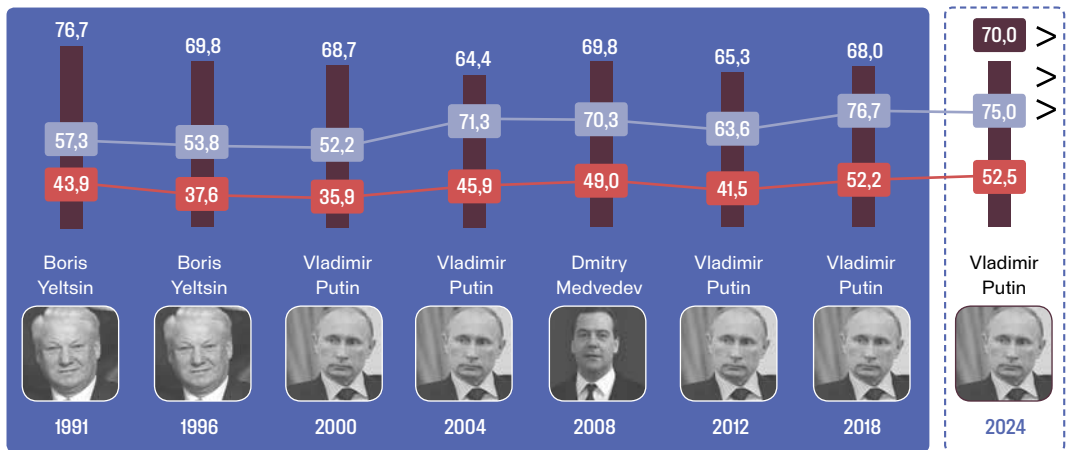 76,7 69,8 68,7 64,4 69,8 65,3 68,0 70,0 >
>
57,3 53,8 52,2 71,3 70,3 63,6 76,7 75,0 >
43,9 37,6 35,9 45,9 49,0 41,5 52,2 52,5
Boris Boris Vladimir Vladimir Dmitry Vladimir Vladimir Vladimir
Yeltsin Yeltsin Putin Putin Medvedev Putin Putin Putin
1991 1996 2000 2004 2008 2012 2018 2024